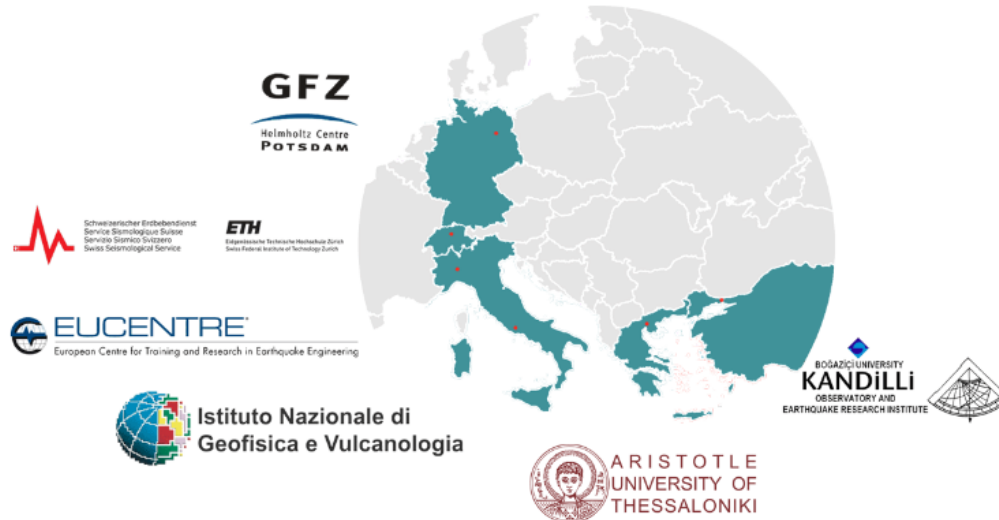 GFZ
Helmholtz Centre
POTSDAM
Schweizerischer Erdbebendienst
Service Sismologique Suisse
Servizio Sismico Svizzero
Swiss Seismological Service
ETH
Eidgenössische Technische Hochschule Zürich
Swiss Federal Institute of Technology Zurich
EUCENTRE
European Centre for Training and Research in Earthquake Engineering
Istituto Nazionale di
Geofisica e Vulcanologia
BOĞAZİÇİ UNIVERSITY
KANDİLLİ
OBSERVATORY AND
EARTHQUAKE RESEARCH INSTITUTE
ARISTOTLE
UNIVERSITY OF
THESSALONIKI